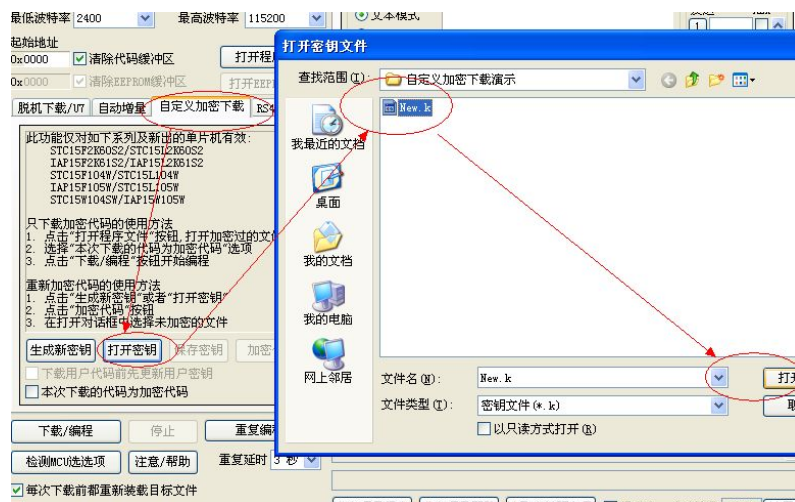 最低波特率 2400 最高波特率 115200
文本模式
起始地址
0x0000 清除代码缓冲区 打开程
0x0000 清除EEPROM缓冲区 打开EEP
脱机下载/U7 自动增量 自定义加密下载 RS4
此功能仅对如下系列及新出的单片机有效:
STC15F2K60S2/STC15L2K60S2
IAP15F2K61S2/IAP15L2K61S2
STC15F104W/STC15L104W
IAP15F105W/STC15L105W
STC15W104SW/IAP15W105W
只下载加密代码的使用方法
1. 点击“打开程序文件”按钮,打开加密过的文
2. 选择“本次下载的代码为加密代码”选项
3. 点击“下载/编程”按钮开始编程
重新加密代码的使用方法
1. 点击“生成新密钥”或者“打开密钥”
2. 点击“加密代码”按钮
3. 在打开对话框中选择未加密的文件
生成新密钥 打开密钥 保存密钥 加密
下载用户代码前先更新用户密钥
本次下载的代码为加密代码
下载/编程 停止 重复编
检测MCU选项 注意/帮助 重复延时 3 秒
每次下载前都重新装载目标文件
打开密钥文件
查找范围(I): 自定义加密下载演示
New.k
我最近的文档
桌面
我的文档
我的电脑
网上邻居
文件名(N): New.k 打开
文件类型(T): 密钥文件(*.k) 取
以只读方式打开(R)